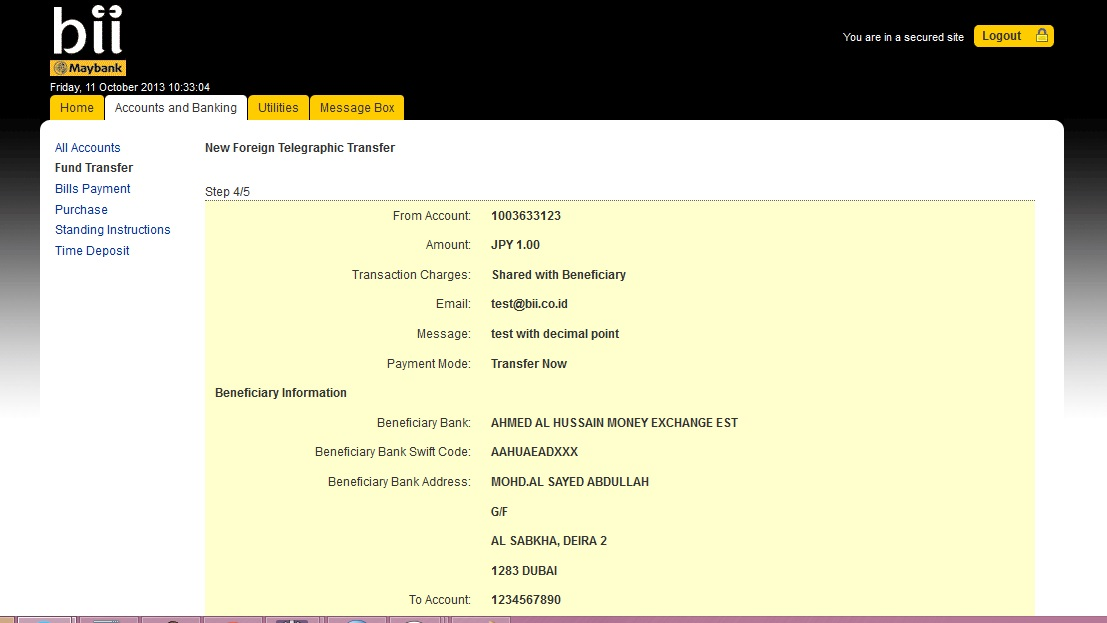 bii
Maybank
You are in a secured site Logout
Friday, 11 October 2013 10:33:04
Home Accounts and Banking Utilities Message Box
All Accounts
Fund Transfer
Bills Payment
Purchase
Standing Instructions
Time Deposit
New Foreign Telegraphic Transfer
Step 4/5
From Account: 1003633123
Amount: JPY 1.00
Transaction Charges: Shared with Beneficiary
Email: test@bii.co.id
Message: test with decimal point
Payment Mode: Transfer Now
Beneficiary Information
Beneficiary Bank: AHMED AL HUSSAIN MONEY EXCHANGE EST
Beneficiary Bank Swift Code: AAHUAEADXXX
Beneficiary Bank Address: MOHD.AL SAYED ABDULLAH
G/F
AL SABKHA, DEIRA 2
1283 DUBAI
To Account: 1234567890